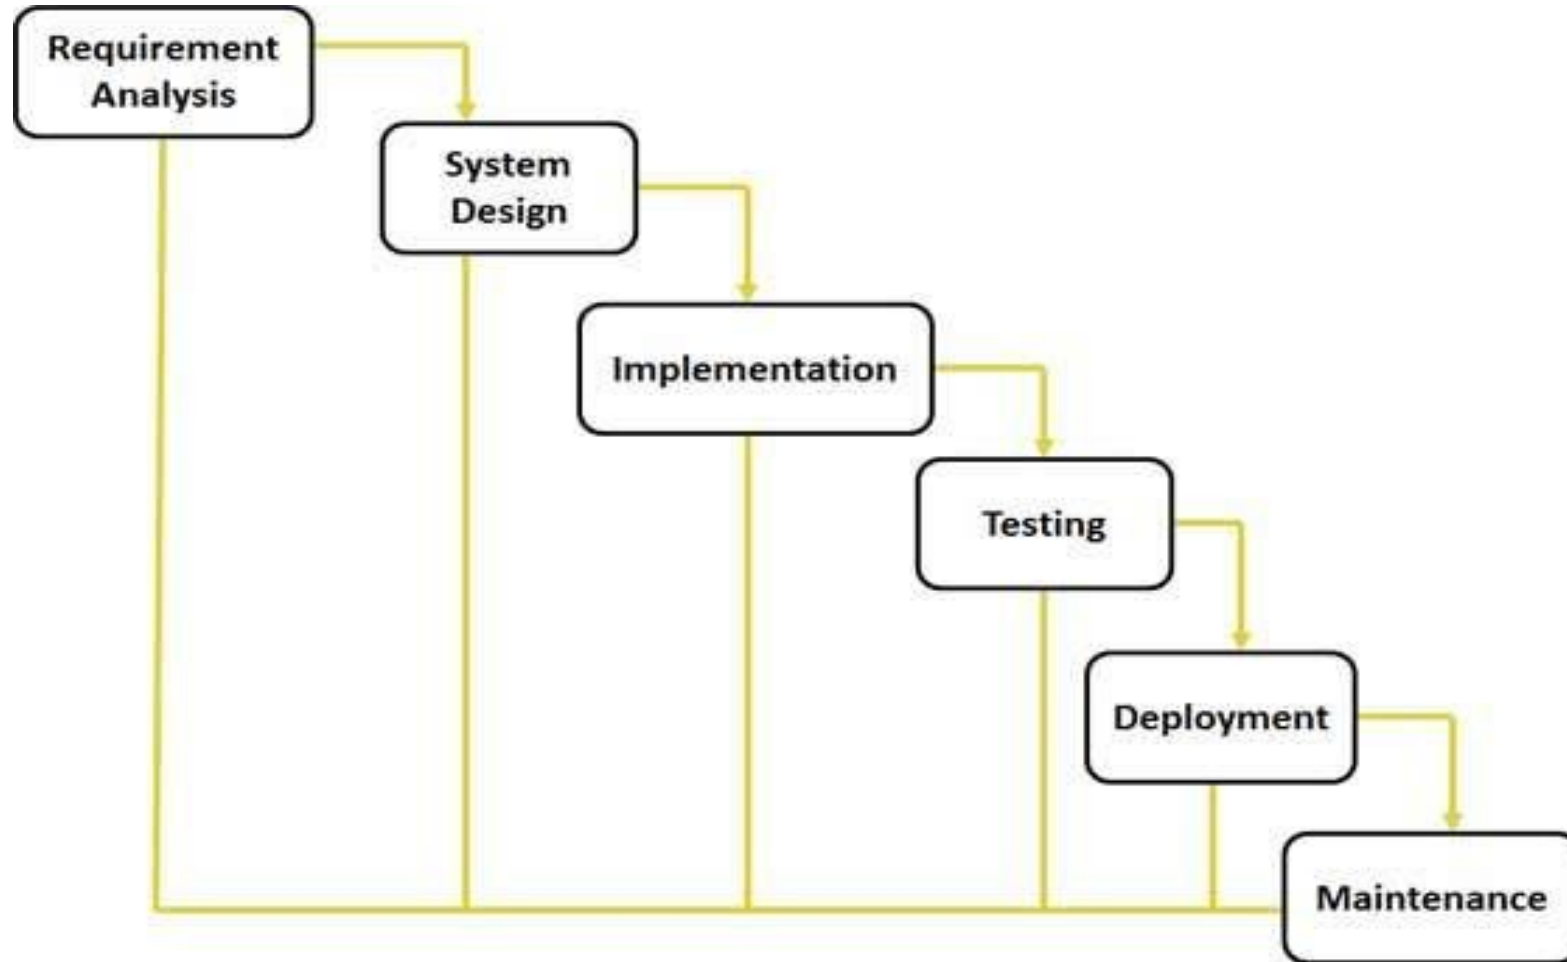 Requirement
Analysis
System
Design
Implementation
Testing
Deployment
Maintenance